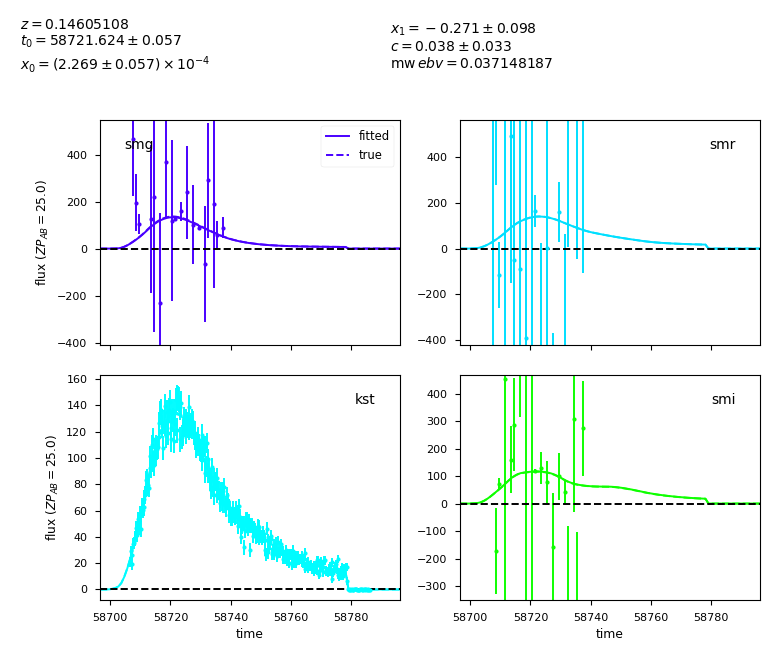 z = 0.14605108
t₀ = 58721.624 ± 0.057
x₀ = (2.269 ± 0.057) × 10⁻⁴
x₁ = −0.271 ± 0.098
c = 0.038 ± 0.033
mw ebv = 0.037148187
smg
fitted
true
flux (ZP_AB = 25.0)
400
200
0
−200
−400
smr
400
200
0
−200
−400
kst
flux (ZP_AB = 25.0)
160
140
120
100
80
60
40
20
0
58700 58720 58740 58760 58780
time
smi
400
300
200
100
0
−100
−200
−300
58700 58720 58740 58760 58780
time